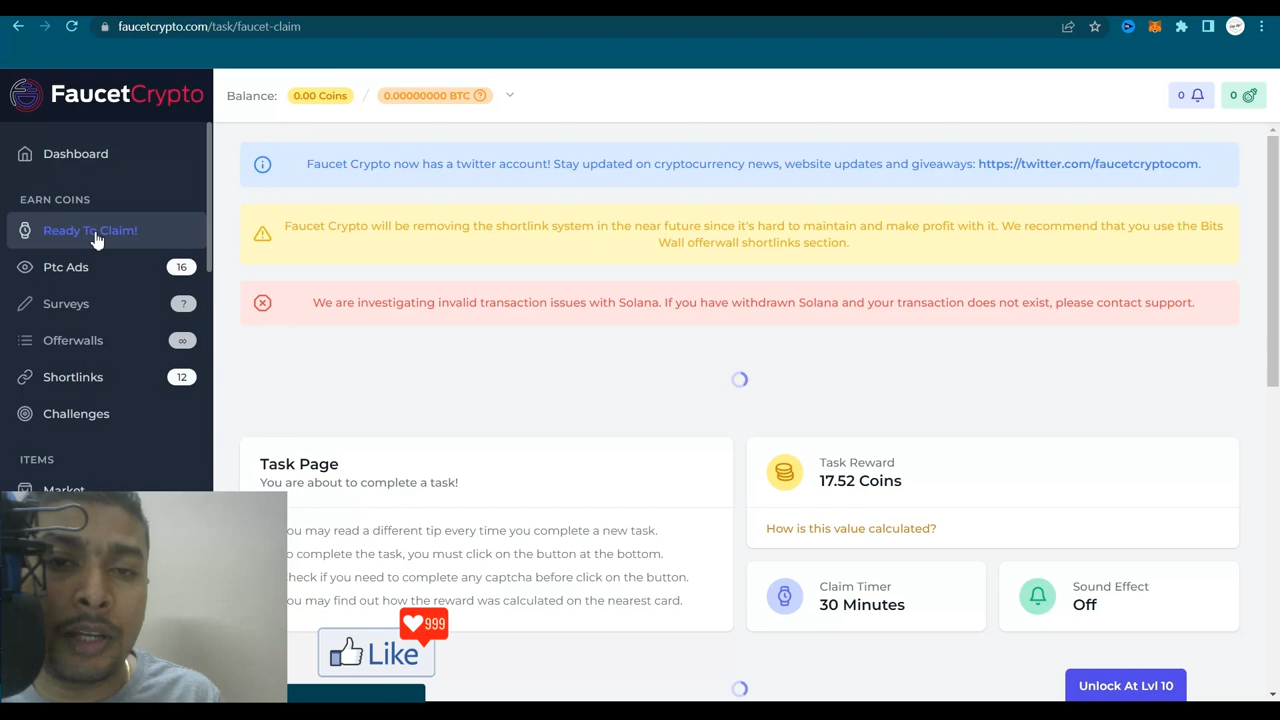 faucetcrypto.com/task/faucet-claim
FaucetCrypto
Balance: 0.00 Coins / 0.00000000 BTC
0
0
Dashboard
EARN COINS
Ready To Claim!
Ptc Ads 16
Surveys ?
Offerwalls ∞
Shortlinks 12
Challenges
ITEMS
Market
Faucet Crypto now has a twitter account! Stay updated on cryptocurrency news, website updates and giveaways: https://twitter.com/faucetcryptocom.
Faucet Crypto will be removing the shortlink system in the near future since it's hard to maintain and make profit with it. We recommend that you use the Bits
Wall offerwall shortlinks section.
We are investigating invalid transaction issues with Solana. If you have withdrawn Solana and your transaction does not exist, please contact support.
Task Page
You are about to complete a task!
you may read a different tip every time you complete a new task.
to complete the task, you must click on the button at the bottom.
check if you need to complete any captcha before click on the button.
you may find out how the reward was calculated on the nearest card.
Task Reward
17.52 Coins
How is this value calculated?
Claim Timer
30 Minutes
Sound Effect
Off
999
Like
Unlock At Lvl 10